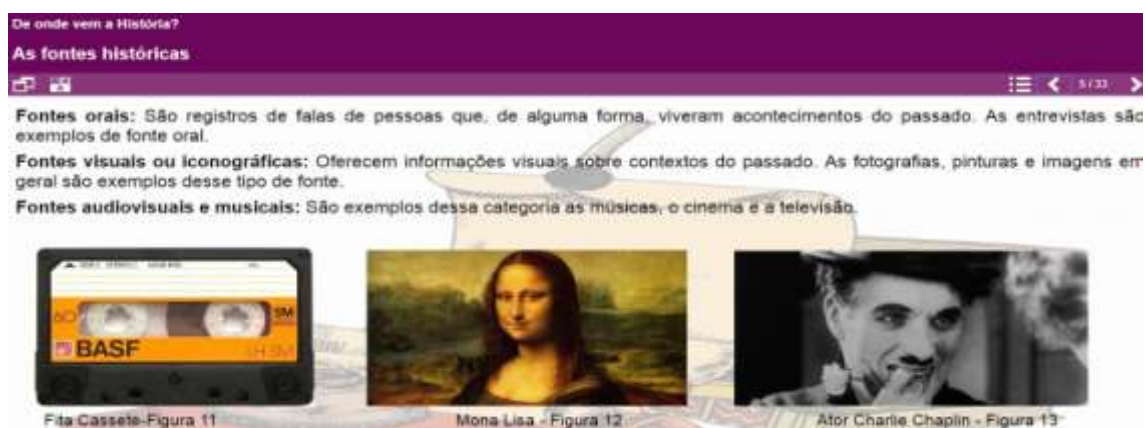 De onde vem a História?
As fontes históricas
5 / 33
Fontes orais: São registros de falas de pessoas que, de alguma forma, viveram acontecimentos do passado. As entrevistas são
exemplos de fonte oral.
Fontes visuais ou iconográficas: Oferecem informações visuais sobre contextos do passado. As fotografias, pinturas e imagens em
geral são exemplos desse tipo de fonte.
Fontes audiovisuais e musicais: São exemplos dessa categoria as músicas, o cinema e a televisão.
60
SM
BASF
Fita Cassete-Figura 11
Mona Lisa - Figura 12
Ator Charlie Chaplin - Figura 13